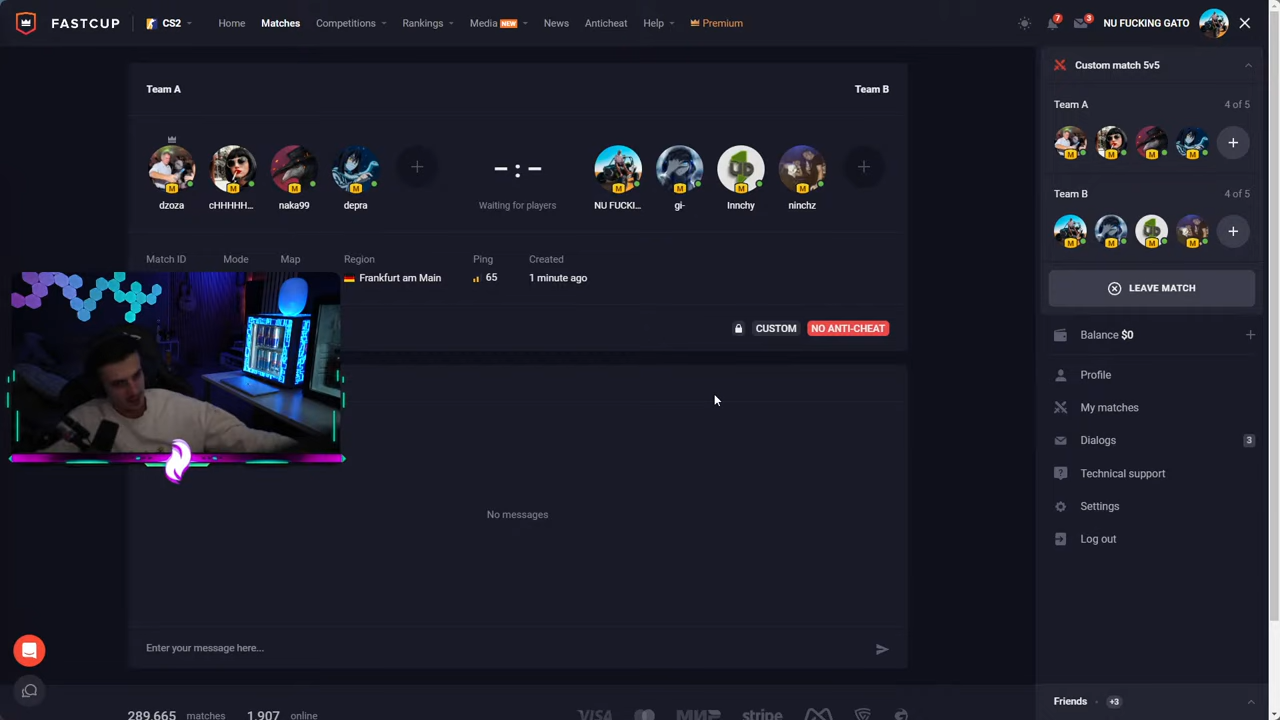 FASTCUP
CS2
Home
Matches
Competitions
Rankings
Media NEW
News
Anticheat
Help
Premium
7
3
NU FUCKING GATO
Team A
Team B
M
M
M
M
M
M
M
M
dzoza
cHHHHH...
naka99
depra
– : –
Waiting for players
NU FUCKI...
gi-
Innchy
ninchz
Match ID
Mode
Map
Region
Ping
Created
Frankfurt am Main
65
1 minute ago
CUSTOM
NO ANTI-CHEAT
No messages
Enter your message here...
289,665 matches
1,907 online
VISA
stripe
Custom match 5v5
Team A
4 of 5
M
M
M
M
Team B
4 of 5
M
M
M
M
LEAVE MATCH
Balance $0
Profile
My matches
Dialogs
3
Technical support
Settings
Log out
Friends
+3